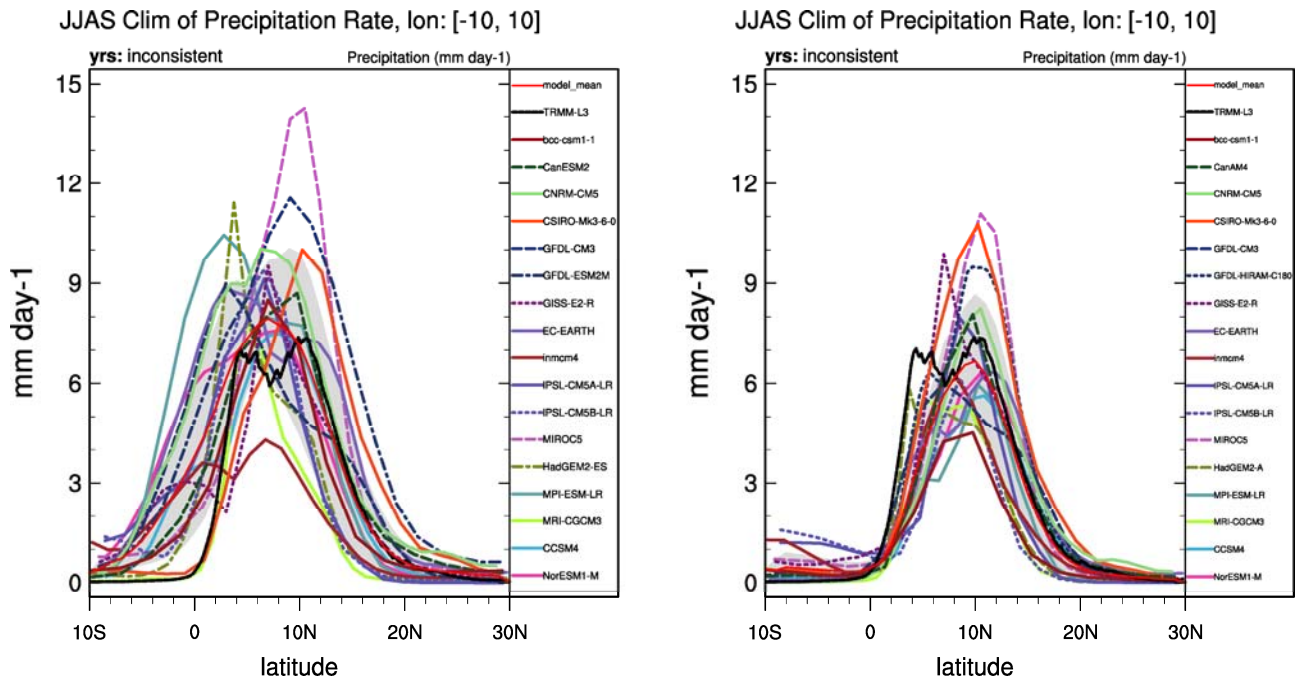 JJAS Clim of Precipitation Rate, lon: [-10, 10]
yrs: inconsistent Precipitation (mm day-1)
15
12
9
6
3
0
mm day-1
10S 0 10N 20N 30N
latitude
model_mean
TRMM-L3
bcc-csm1-1
CanESM2
CNRM-CM5
CSIRO-Mk3-6-0
GFDL-CM3
GFDL-ESM2M
GISS-E2-R
EC-EARTH
inmcm4
IPSL-CM5A-LR
IPSL-CM5B-LR
MIROC5
HadGEM2-ES
MPI-ESM-LR
MRI-CGCM3
CCSM4
NorESM1-M
JJAS Clim of Precipitation Rate, lon: [-10, 10]
yrs: inconsistent Precipitation (mm day-1)
15
12
9
6
3
0
mm day-1
10S 0 10N 20N 30N
latitude
model_mean
TRMM-L3
bcc-csm1-1
CanAM4
CNRM-CM5
CSIRO-Mk3-6-0
GFDL-CM3
GFDL-HIRAM-C180
GISS-E2-R
EC-EARTH
inmcm4
IPSL-CM5A-LR
IPSL-CM5B-LR
MIROC5
HadGEM2-A
MPI-ESM-LR
MRI-CGCM3
CCSM4
NorESM1-M